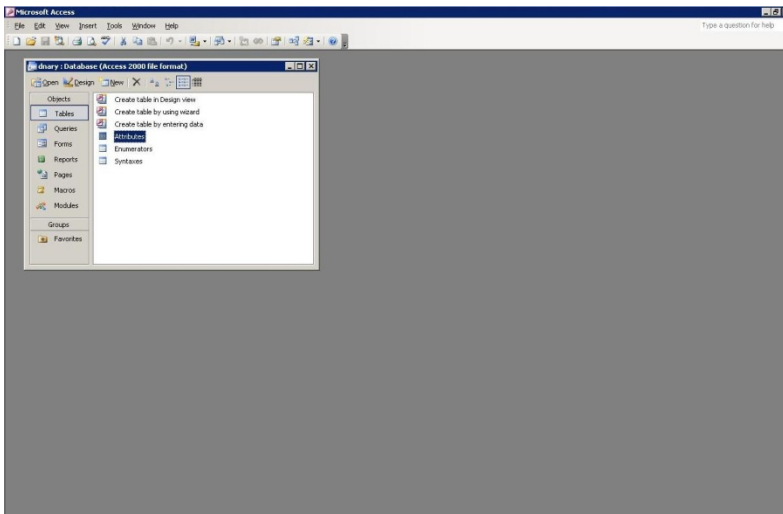 Microsoft Access
File Edit View Insert Tools Window Help
Type a question for help
dnary : Database (Access 2000 file format)
Open Design New
Objects
Tables
Queries
Forms
Reports
Pages
Macros
Modules
Groups
Favorites
Create table in Design view
Create table by using wizard
Create table by entering data
Attributes
Enumerators
Syntaxes